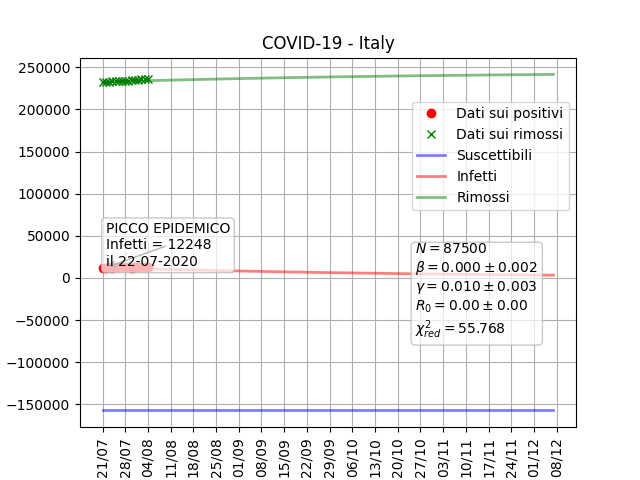 COVID-19 - Italy
250000
200000
150000
100000
50000
0
−50000
−100000
−150000
Dati sui positivi
Dati sui rimossi
Suscettibili
Infetti
Rimossi
PICCO EPIDEMICO
Infetti = 12248
il 22-07-2020
N = 87500
β = 0.000 ± 0.002
γ = 0.010 ± 0.003
R₀ = 0.00 ± 0.00
χ²red = 55.768
21/07
28/07
04/08
11/08
18/08
25/08
01/09
08/09
15/09
22/09
29/09
06/10
13/10
20/10
27/10
03/11
10/11
17/11
24/11
01/12
08/12